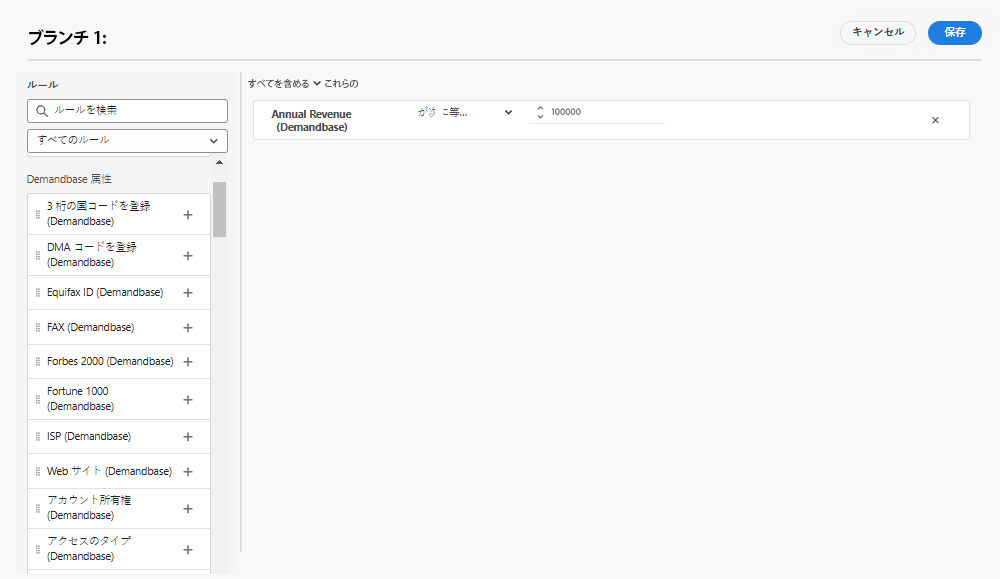 ブランチ 1:
キャンセル
保存
ルール
ルールを検索
すべてのルール
Demandbase 属性
3 桁の国コードを登録
(Demandbase)
DMA コードを登録
(Demandbase)
Equifax ID (Demandbase)
FAX (Demandbase)
Forbes 2000 (Demandbase)
Fortune 1000
(Demandbase)
ISP (Demandbase)
Web サイト (Demandbase)
アカウント所有権
(Demandbase)
アクセスのタイプ
(Demandbase)
すべてを含める これらの
Annual Revenue
(Demandbase)
が次に等...
100000